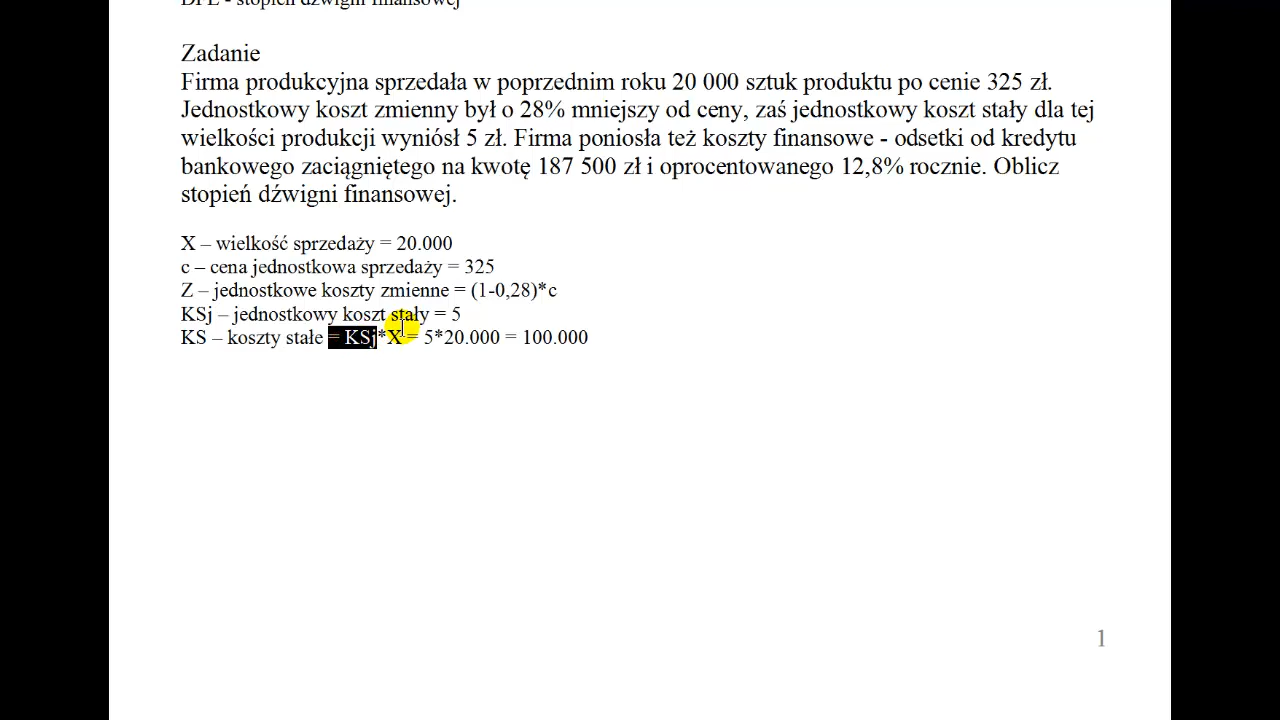 DFL - stopień dźwigni finansowej
Zadanie
Firma produkcyjna sprzedała w poprzednim roku 20 000 sztuk produktu po cenie 325 zł.
Jednostkowy koszt zmienny był o 28% mniejszy od ceny, zaś jednostkowy koszt stały dla tej
wielkości produkcji wyniósł 5 zł. Firma poniosła też koszty finansowe - odsetki od kredytu
bankowego zaciągniętego na kwotę 187 500 zł i oprocentowanego 12,8% rocznie. Oblicz
stopień dźwigni finansowej.
X – wielkość sprzedaży = 20.000
c – cena jednostkowa sprzedaży = 325
Z – jednostkowe koszty zmienne = (1-0,28)*c
KSj – jednostkowy koszt stały = 5
KS – koszty stałe = KSj*X = 5*20.000 = 100.000
1